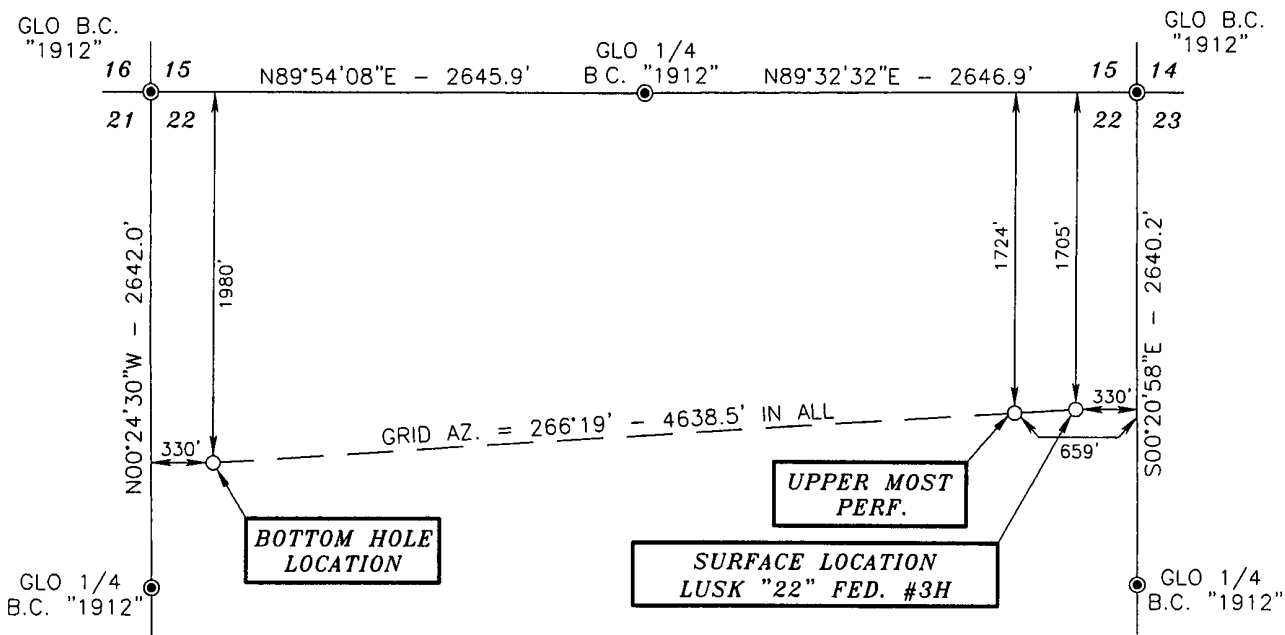 GLO B.C.
"1912"
GLO B.C.
"1912"
GLO 1/4
B.C. "1912"
16 15
N89°54'08"E - 2645.9'
N89°32'32"E - 2646.9'
15 14
21 22
22 23
N00°24'30"W - 2642.0'
1980'
1724'
1705'
S00°20'58"E - 2640.2'
330'
330'
GRID AZ. = 266°19' - 4638.5' IN ALL
659'
UPPER MOST
PERF.
BOTTOM HOLE
LOCATION
SURFACE LOCATION
LUSK "22" FED. #3H
GLO 1/4
B.C. "1912"
GLO 1/4
B.C. "1912"